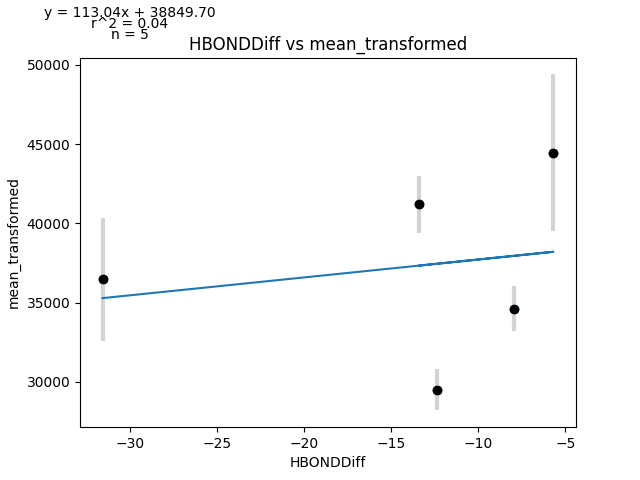 y = 113.04x + 38849.70
r^2 = 0.04
n = 5
HBONDDiff vs mean_transformed
50000
45000
40000
35000
30000
mean_transformed
−30
−25
−20
−15
−10
−5
HBONDDiff